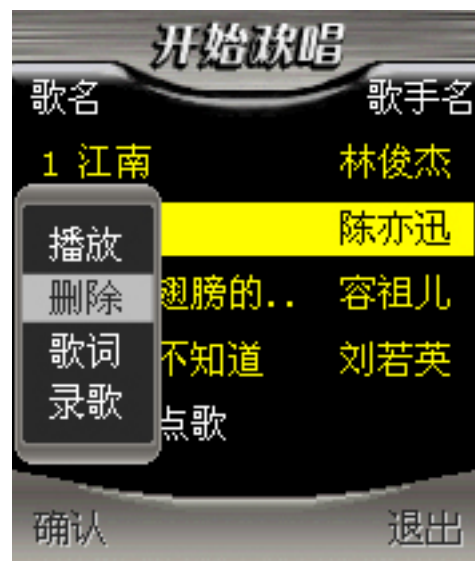 开始欢唱
歌名 歌手名
1 江南 林俊杰
陈亦迅
翅膀的.. 容祖儿
不知道 刘若英
点歌
播放
删除
歌词
录歌
确认 退出